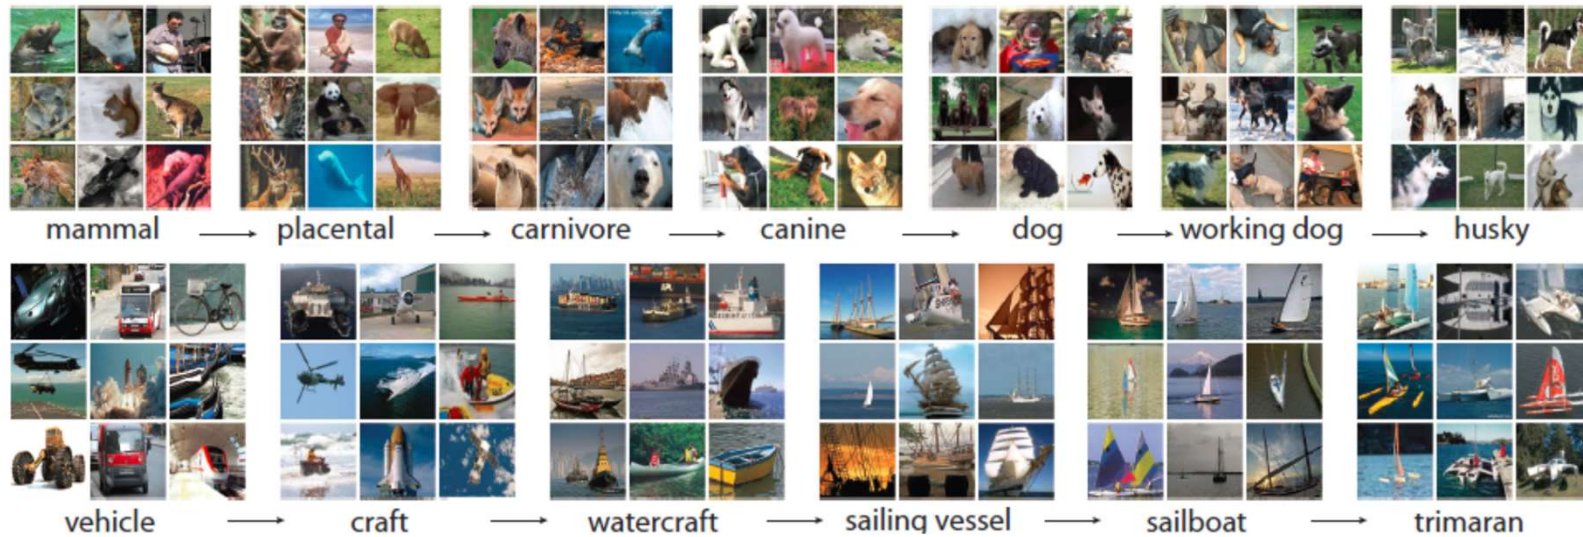 mammal → placental → carnivore → canine → dog → working dog → husky
vehicle → craft → watercraft → sailing vessel → sailboat → trimaran